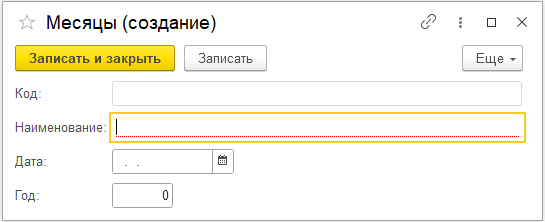 Месяцы (создание)
Записать и закрыть Записать Еще
Код:
Наименование:
Дата: . .
Год: 0